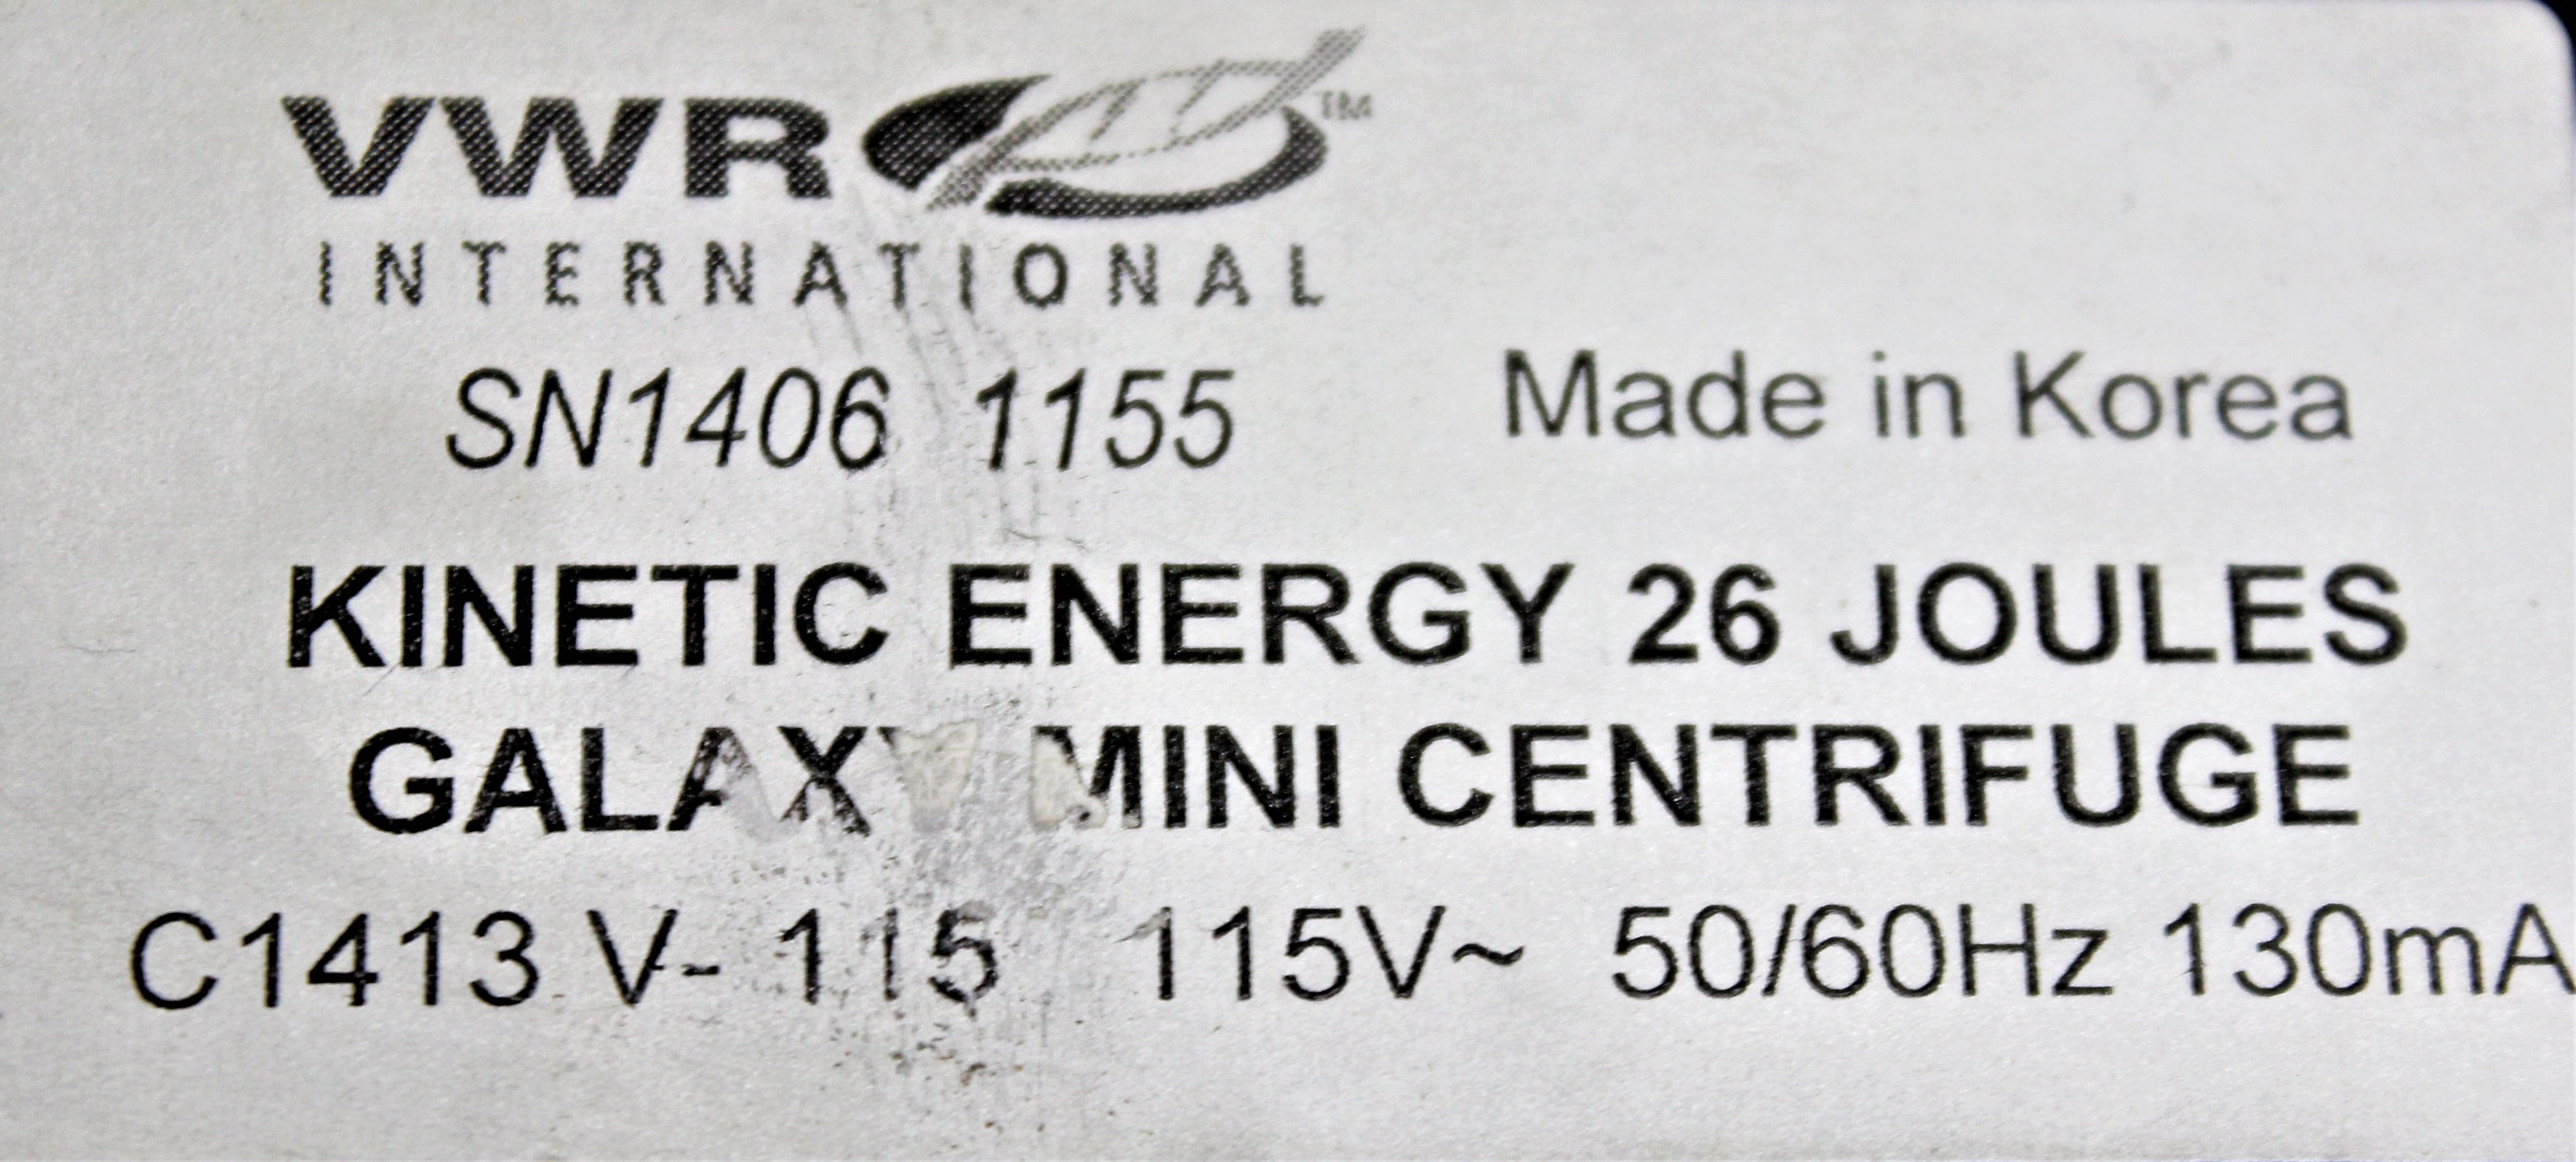 VWR™
INTERNATIONAL
SN1406 1155 Made in Korea
KINETIC ENERGY 26 JOULES
GALAXY MINI CENTRIFUGE
C1413 V- 115 115V~ 50/60Hz 130mA